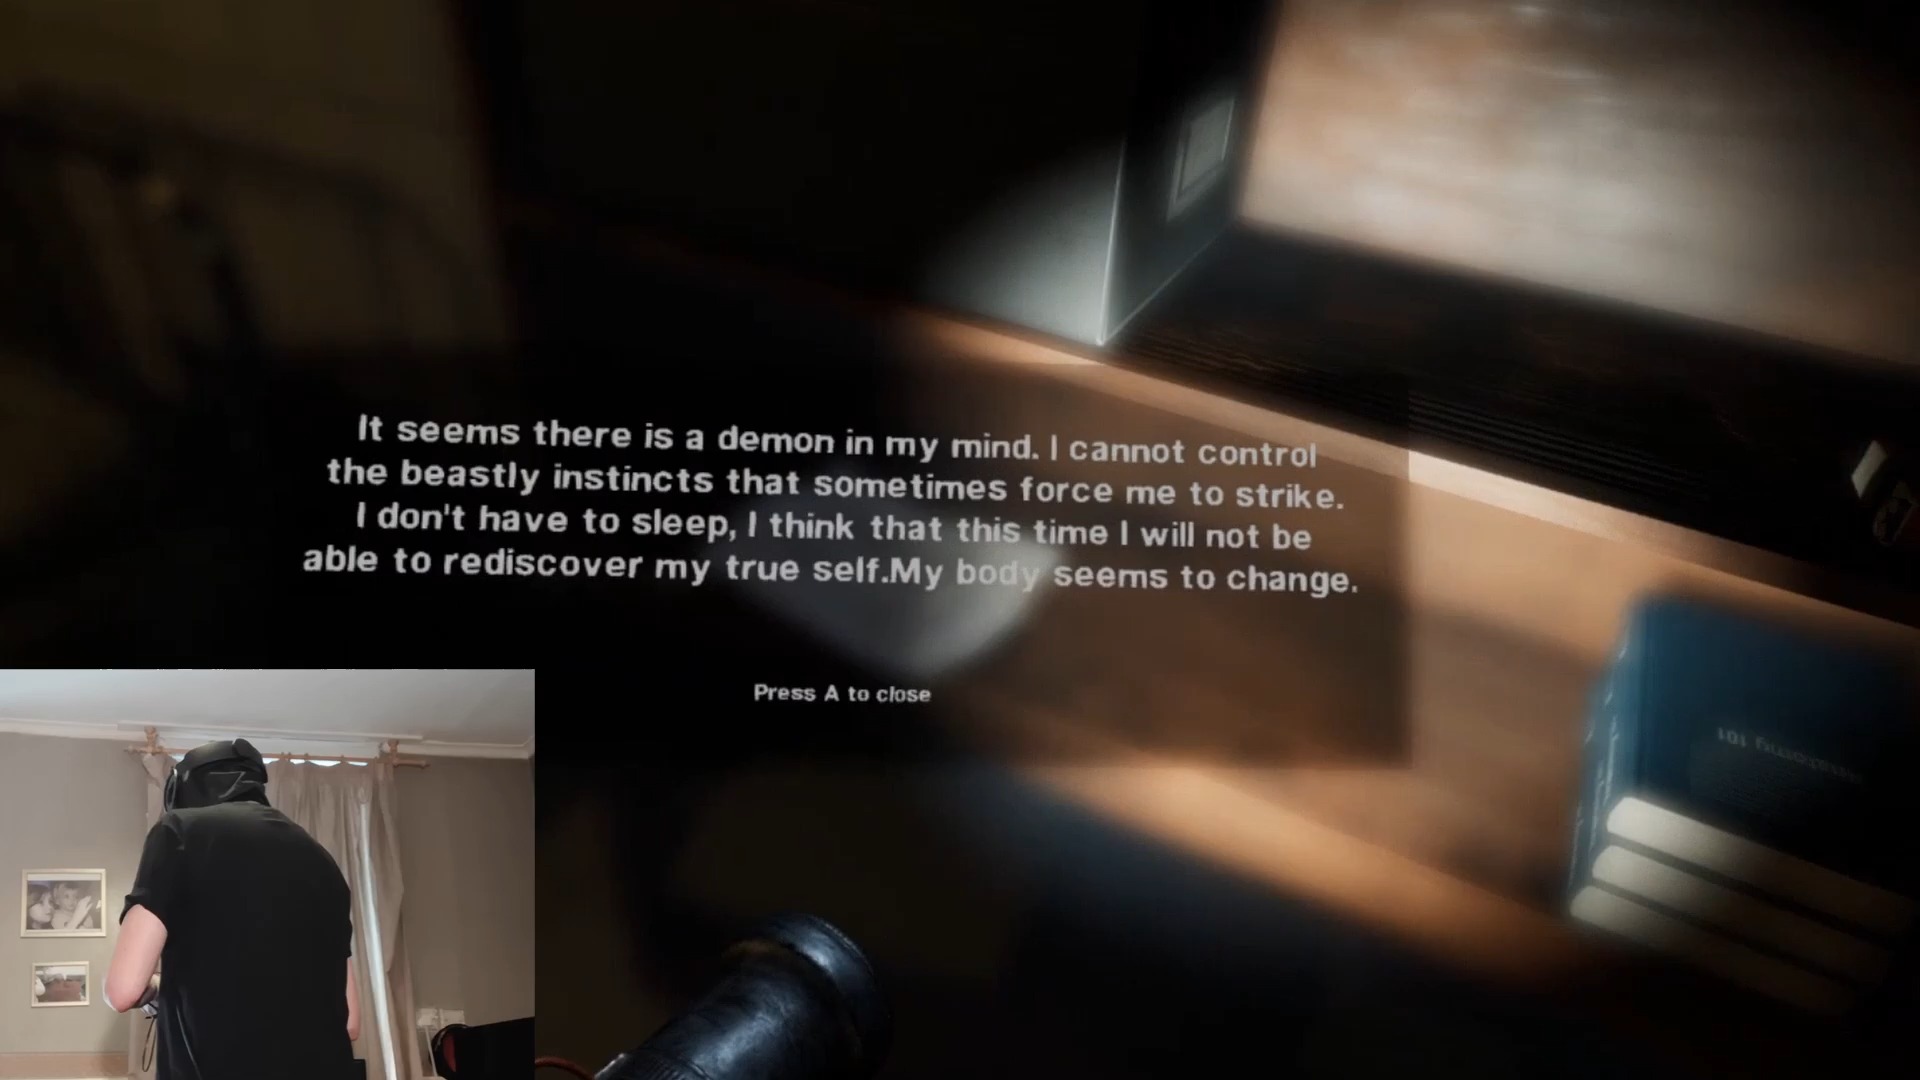 It seems there is a demon in my mind. I cannot control
the beastly instincts that sometimes force me to strike.
I don't have to sleep, I think that this time I will not be
able to rediscover my true self.My body seems to change.
Press A to close
Anatomy 101